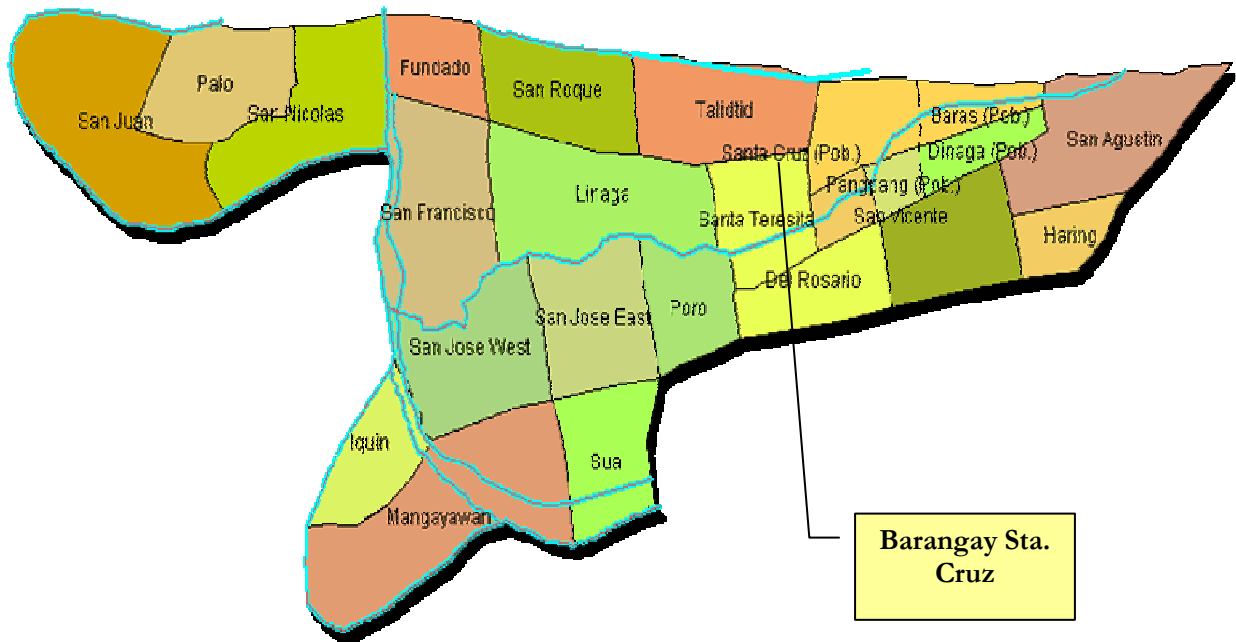 Fundado
San Roque
Palo
San Juan
San Nicolas
Talidtid
Baras (Pob.)
San Agustin
Santa Cruz (Pob.)
Dinaga (Pob.)
Pangpang (Pob.)
Linaga
San Francisco
Santa Teresita
San Vicente
Haring
Del Rosario
San Jose East
Poro
San Jose West
Iquin
Sua
Mangayawan
Barangay Sta.
Cruz